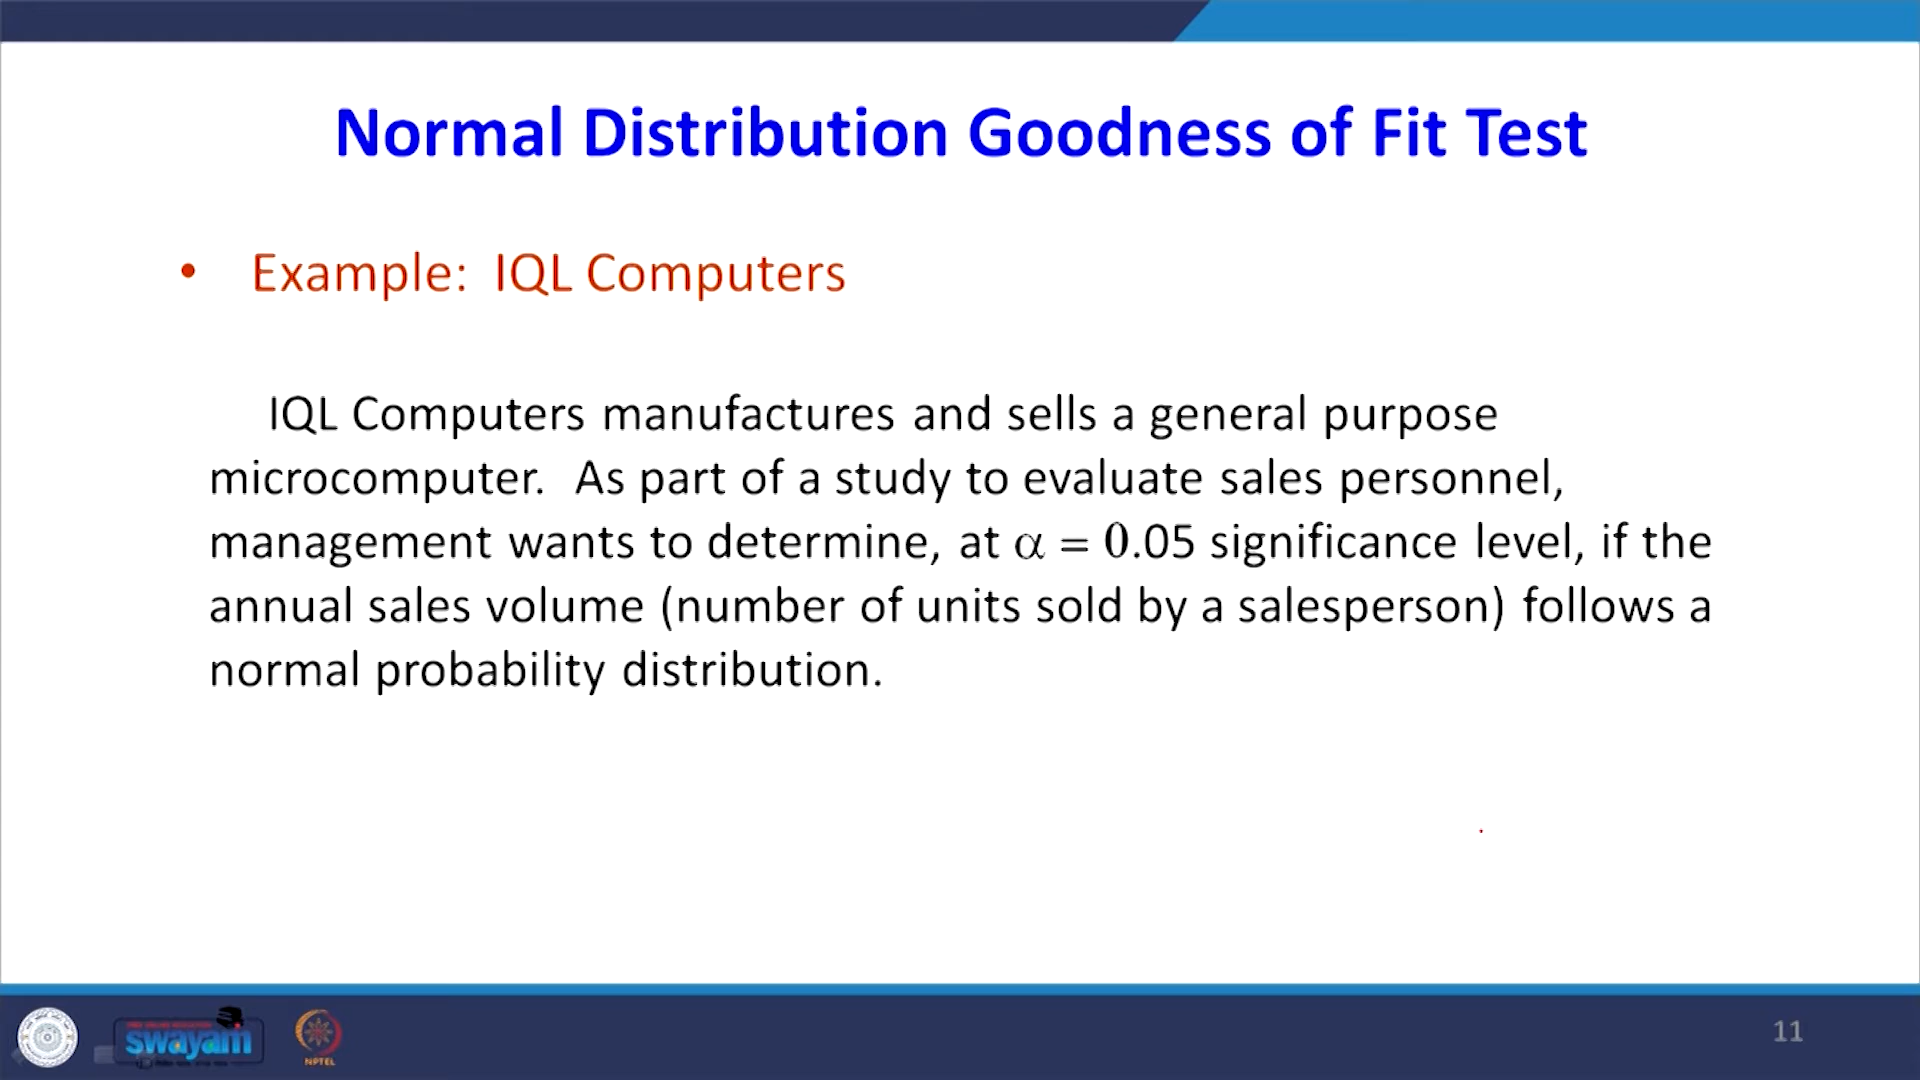 Normal Distribution Goodness of Fit Test
• Example: IQL Computers
IQL Computers manufactures and sells a general purpose
microcomputer. As part of a study to evaluate sales personnel,
management wants to determine, at α = 0.05 significance level, if the
annual sales volume (number of units sold by a salesperson) follows a
normal probability distribution.
swayam
NPTEL
11